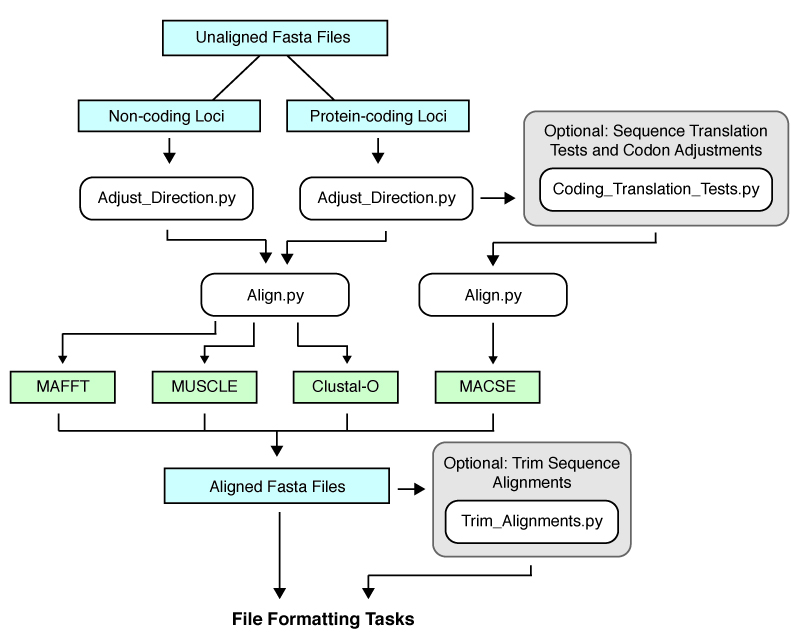 Unaligned Fasta Files
Non-coding Loci
Protein-coding Loci
Optional: Sequence Translation
Tests and Codon Adjustments
Adjust_Direction.py
Adjust_Direction.py
Coding_Translation_Tests.py
Align.py
Align.py
MAFFT
MUSCLE
Clustal-O
MACSE
Aligned Fasta Files
Optional: Trim Sequence
Alignments
Trim_Alignments.py
File Formatting Tasks